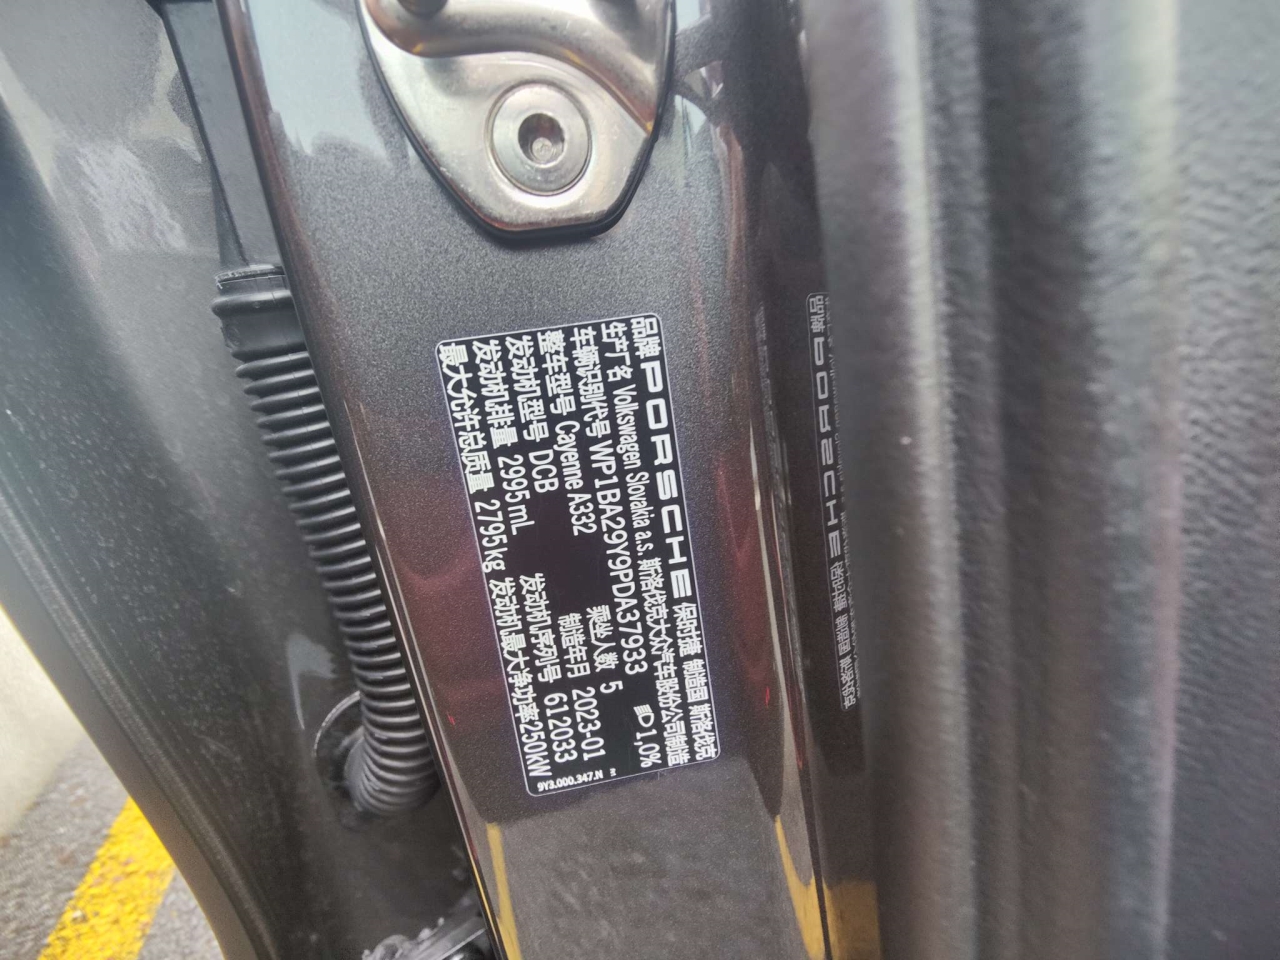 品牌 PORSCHE 保时捷 制造国 斯洛伐克
生产厂名 Volkswagen Slovakia a.s. 斯洛伐克大众汽车股份公司制造
车辆识别代号 WP1BA29Y9PDA37933 1,0%
整车型号 Cayenne A332 乘坐人数 5
发动机型号 DCB 制造年月 2023-01
发动机排量 2995mL 发动机序列号 612033
最大允许总质量 2795kg 发动机最大净功率250kW
9Y3.000.347.N